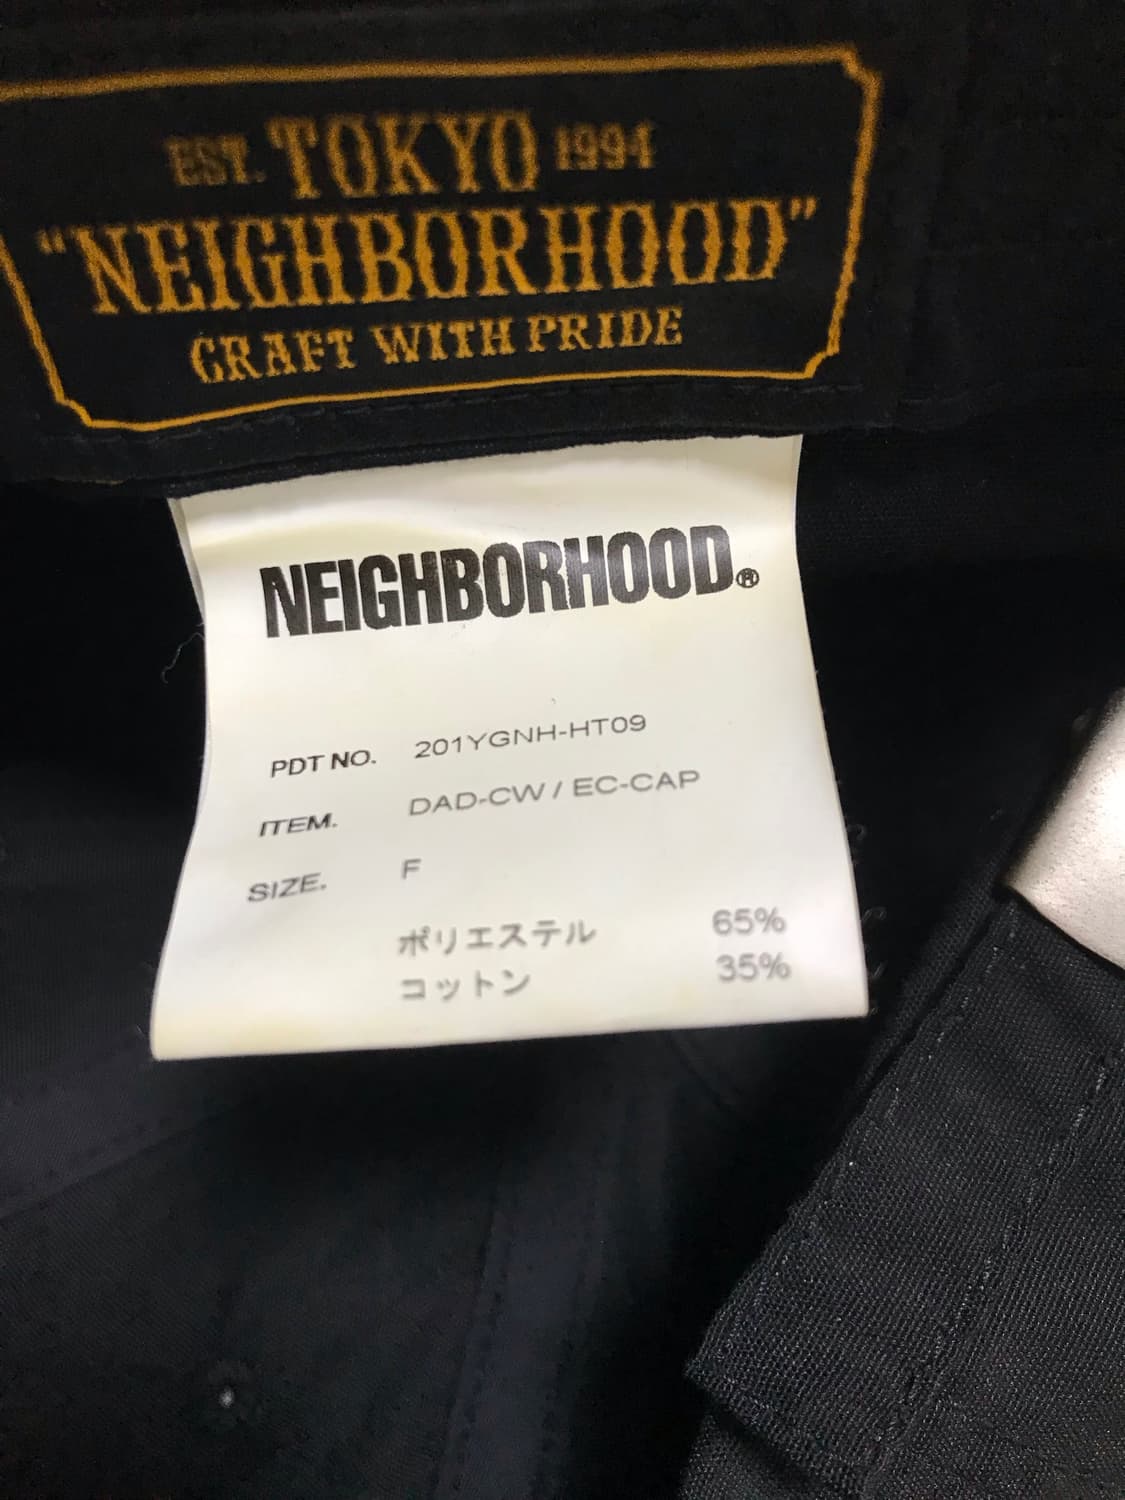 EST. TOKYO 1994
"NEIGHBORHOOD"
CRAFT WITH PRIDE
NEIGHBORHOOD®
PDT NO. 201YGNH-HT09
ITEM. DAD-CW / EC-CAP
SIZE. F
ポリエステル 65%
コットン 35%